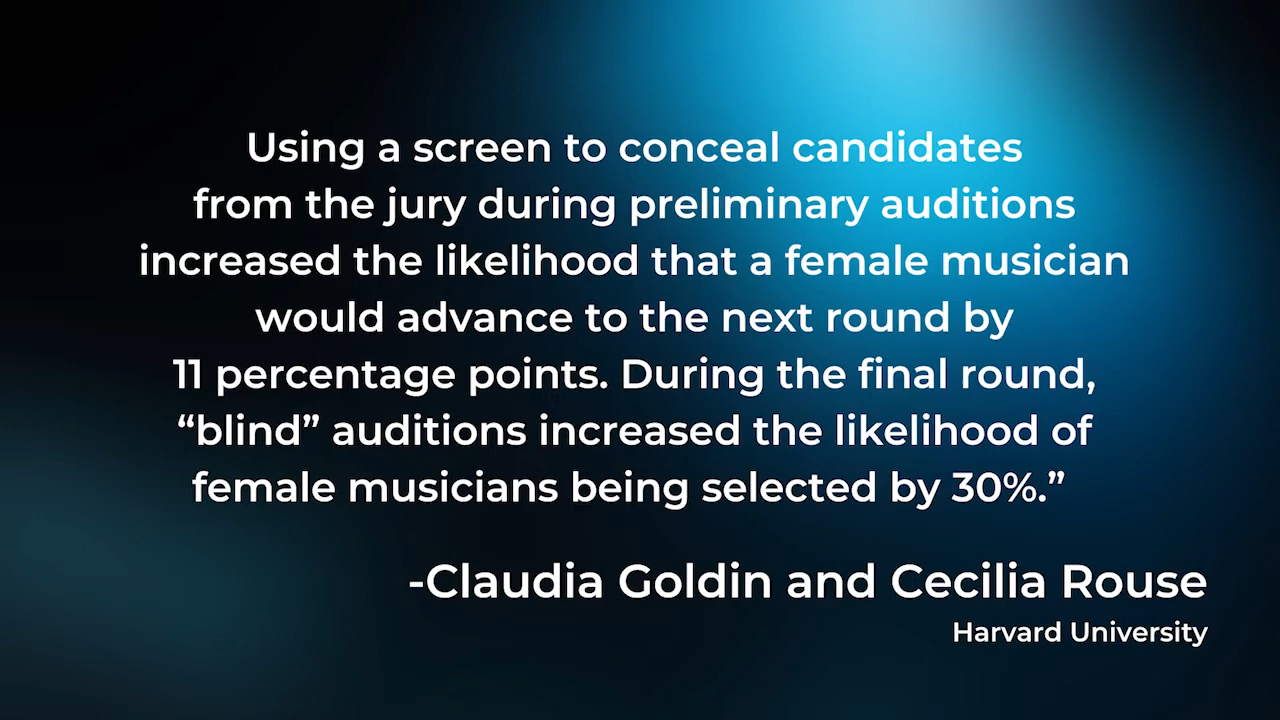 Using a screen to conceal candidates
from the jury during preliminary auditions
increased the likelihood that a female musician
would advance to the next round by
11 percentage points. During the final round,
“blind” auditions increased the likelihood of
female musicians being selected by 30%.”
-Claudia Goldin and Cecilia Rouse
Harvard University